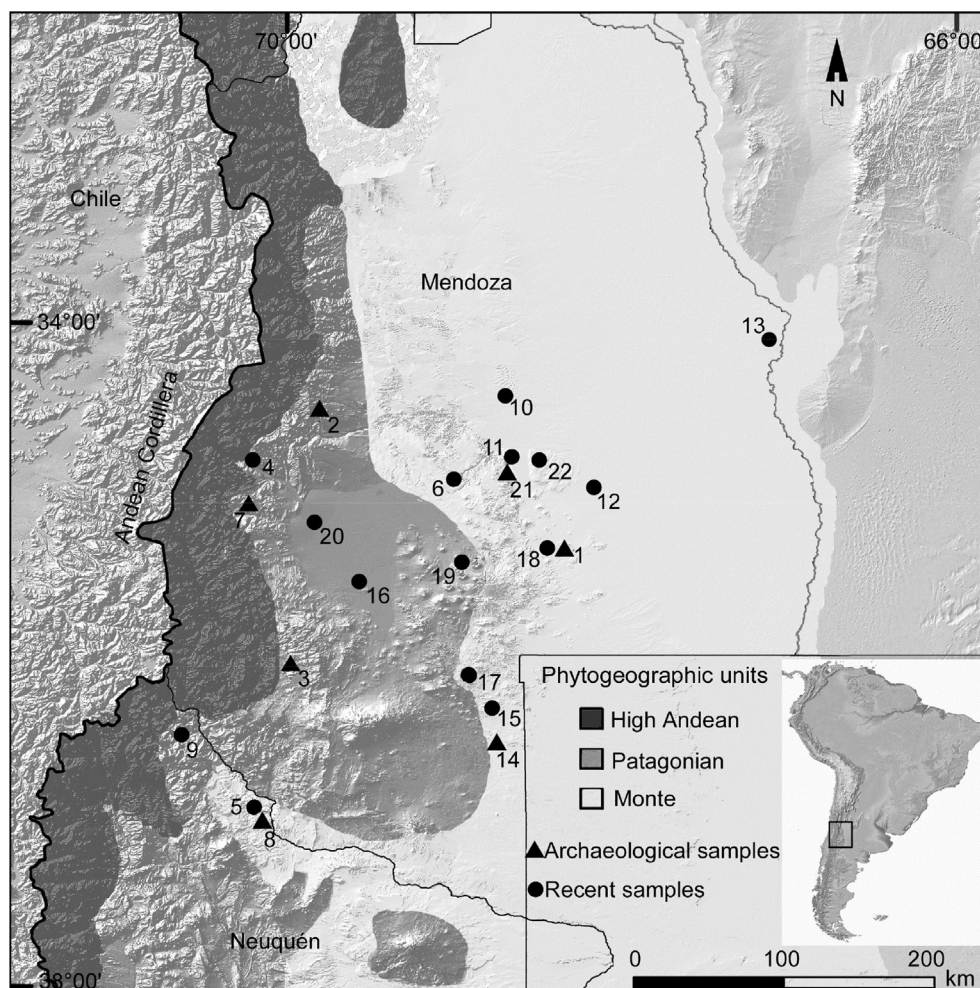 70°00'
66°00'
N
Chile
Mendoza
34°00'
13
Andean Cordillera
10
2
11
22
4
6
21
12
7
20
18
1
19
16
3
17
Phytogeographic units
15
High Andean
9
14
Patagonian
Monte
5
8
Archaeological samples
Recent samples
Neuquén
0
100
200
km
38°00'